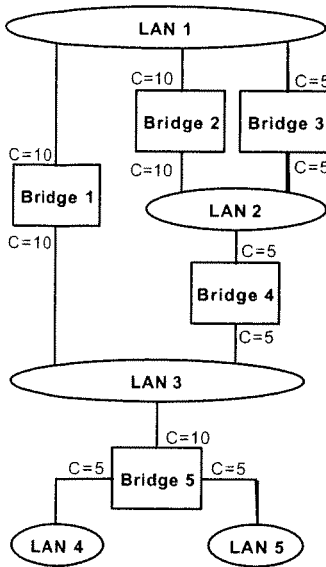 LAN 1
C=10
C=5
Bridge 2
Bridge 3
C=10
C=10
C=5
Bridge 1
LAN 2
C=10
C=5
Bridge 4
C=5
LAN 3
C=10
C=5
Bridge 5
C=5
LAN 4
LAN 5